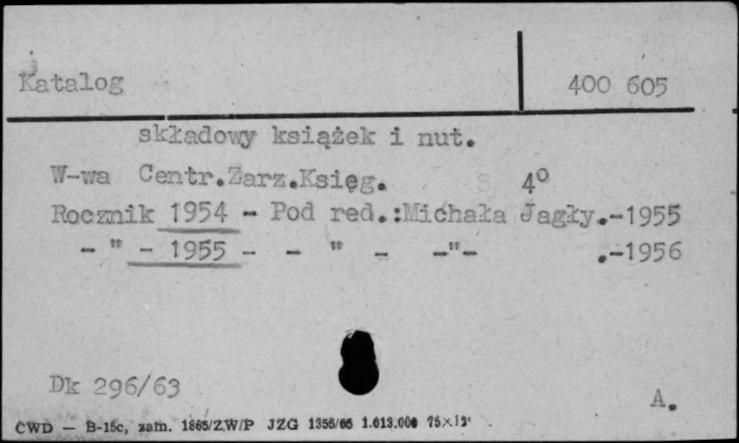 Katalog 400 605
składowy książek i nut.
W-wa Centr.Zarz.Księg. 4°
Rocznik 1954 - Pod red.:Michała Jagły.-1955
- " - 1955 - - " - -"- .-1956
Dk 296/63
A.
CWD — B-15c, zam. 1865/ZW/P JZG 1355/66 1.013.000 75×12